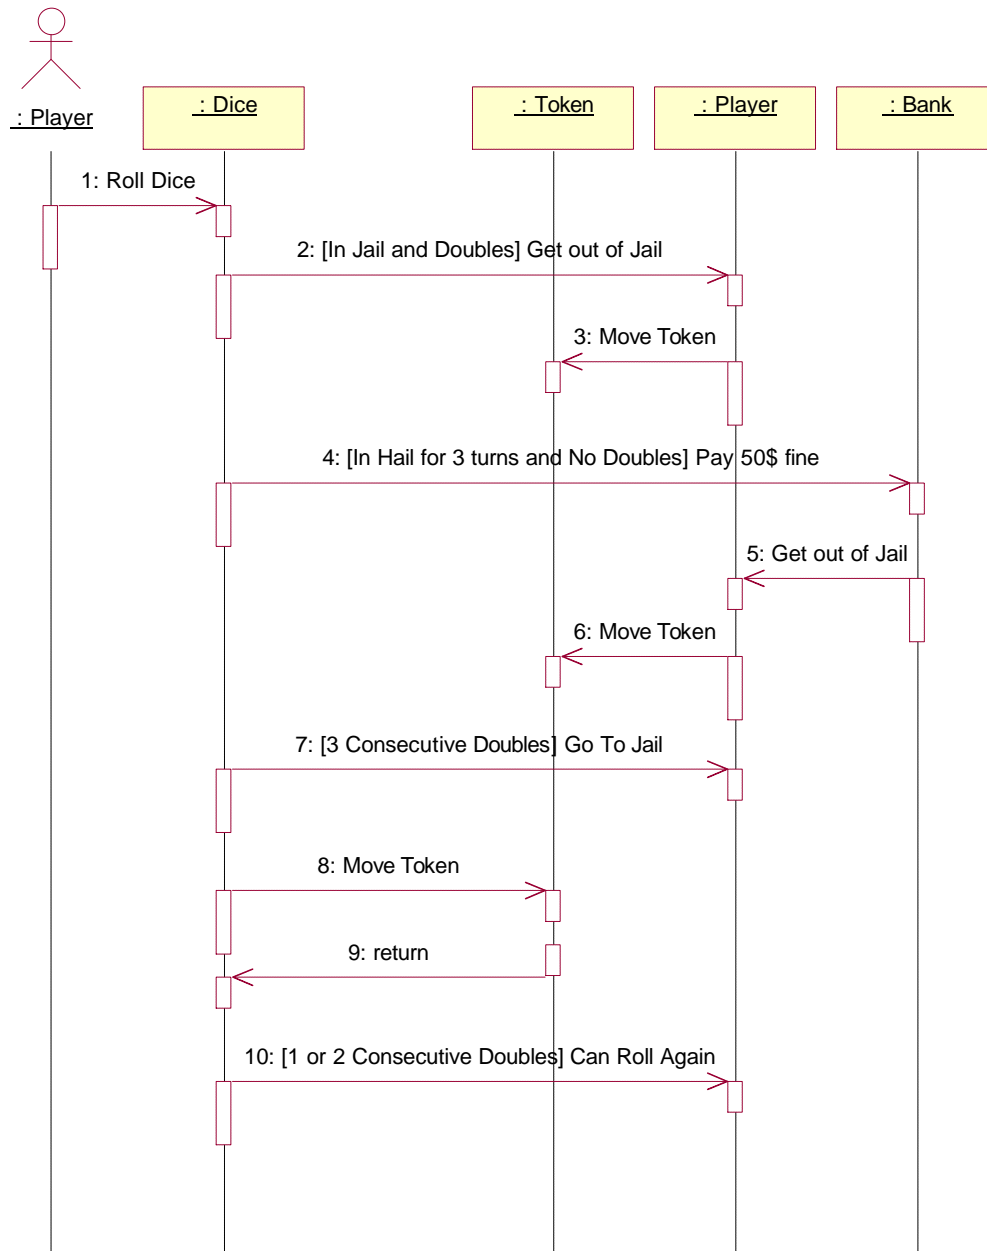 : Player
: Dice
: Token
: Player
: Bank
1: Roll Dice
2: [In Jail and Doubles] Get out of Jail
3: Move Token
4: [In Hail for 3 turns and No Doubles] Pay 50$ fine
5: Get out of Jail
6: Move Token
7: [3 Consecutive Doubles] Go To Jail
8: Move Token
9: return
10: [1 or 2 Consecutive Doubles] Can Roll Again